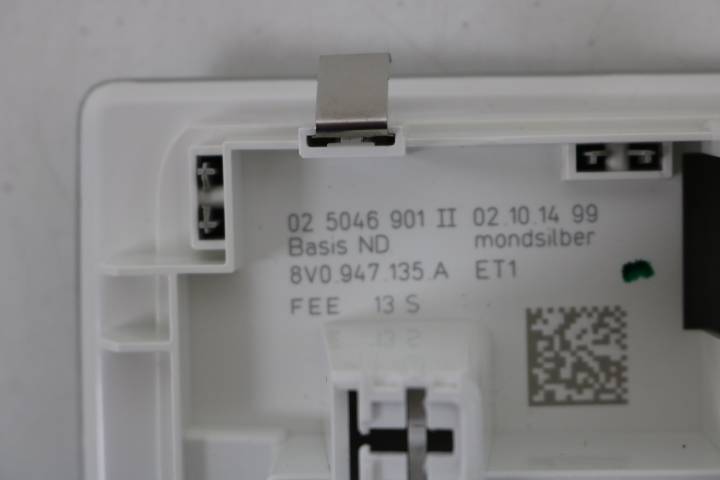 02 5046 901 II 02.10.14 99
Basis ND mondsilber
8V0.947.135.A ET1
FEE 13 S